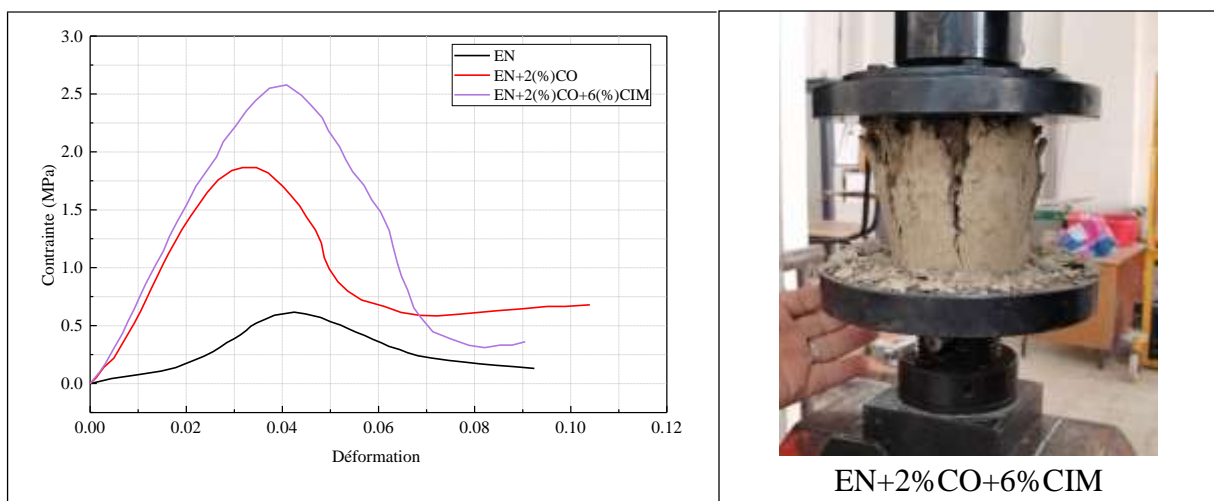 3.0
2.5
2.0
1.5
1.0
0.5
0.0
Contrainte (MPa)
EN
EN+2(%)CO
EN+2(%)CO+6(%)CIM
0.00 0.02 0.04 0.06 0.08 0.10 0.12
Déformation
EN+2%CO+6%CIM